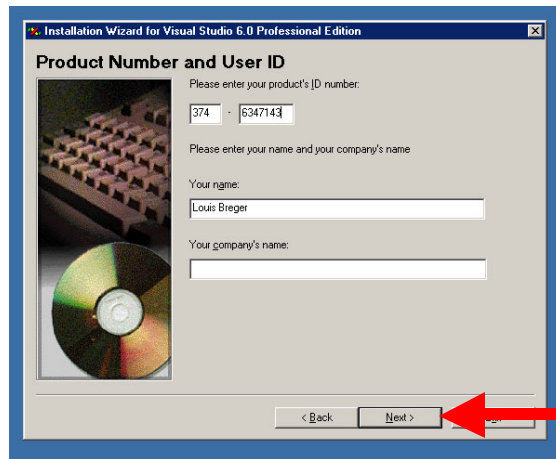 Installation Wizard for Visual Studio 6.0 Professional Edition
Product Number and User ID
Please enter your product's ID number:
374 - 6347143
Please enter your name and your company's name
Your name:
Louis Breger
Your company's name:
< Back Next >